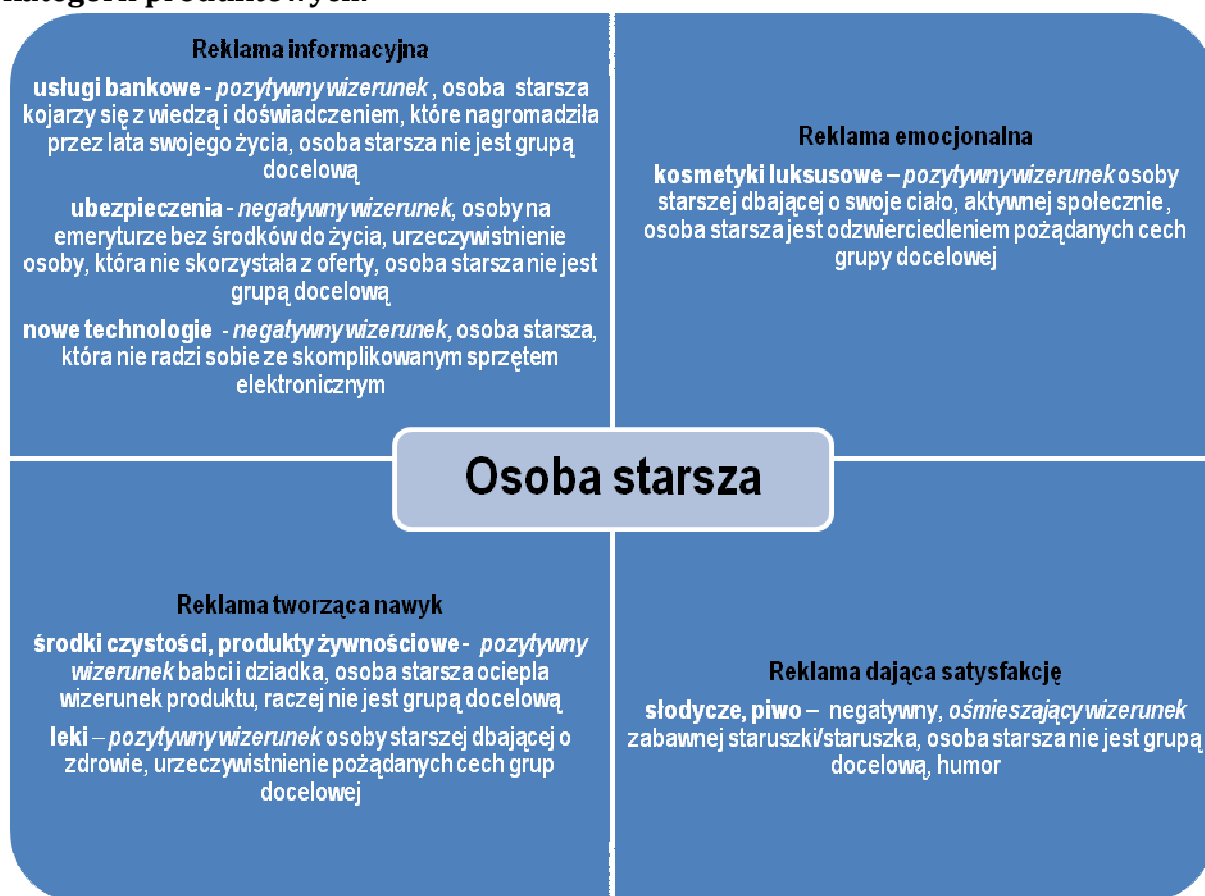 kategorii produktowych.
Reklama informacyjna
usługi bankowe - pozytywny wizerunek , osoba starsza
kojarzy się z wiedzą i doświadczeniem, które nagromadziła
przez lata swojego życia, osoba starsza nie jest grupą
docelową
ubezpieczenia - negatywny wizerunek, osoby na
emeryturze bez środków do życia, urzeczywistnienie
osoby, która nie skorzystała z oferty, osoba starsza nie jest
grupą docelową
nowe technologie - negatywny wizerunek, osoba starsza,
która nie radzi sobie ze skomplikowanym sprzętem
elektronicznym
Reklama emocjonalna
kosmetyki luksusowe – pozytywny wizerunek osoby
starszej dbającej o swoje ciało, aktywnej społecznie,
osoba starsza jest odzwierciedleniem pożądanych cech
grupy docelowej
Osoba starsza
Reklama tworząca nawyk
środki czystości, produkty żywnościowe - pozytywny
wizerunek babci i dziadka, osoba starsza ociepla
wizerunek produktu, raczej nie jest grupą docelową
leki – pozytywny wizerunek osoby starszej dbającej o
zdrowie, urzeczywistnienie pożądanych cech grup
docelowej
Reklama dająca satysfakcję
słodycze, piwo – negatywny, ośmieszający wizerunek
zabawnej staruszki/staruszka, osoba starsza nie jest grupą
docelową, humor